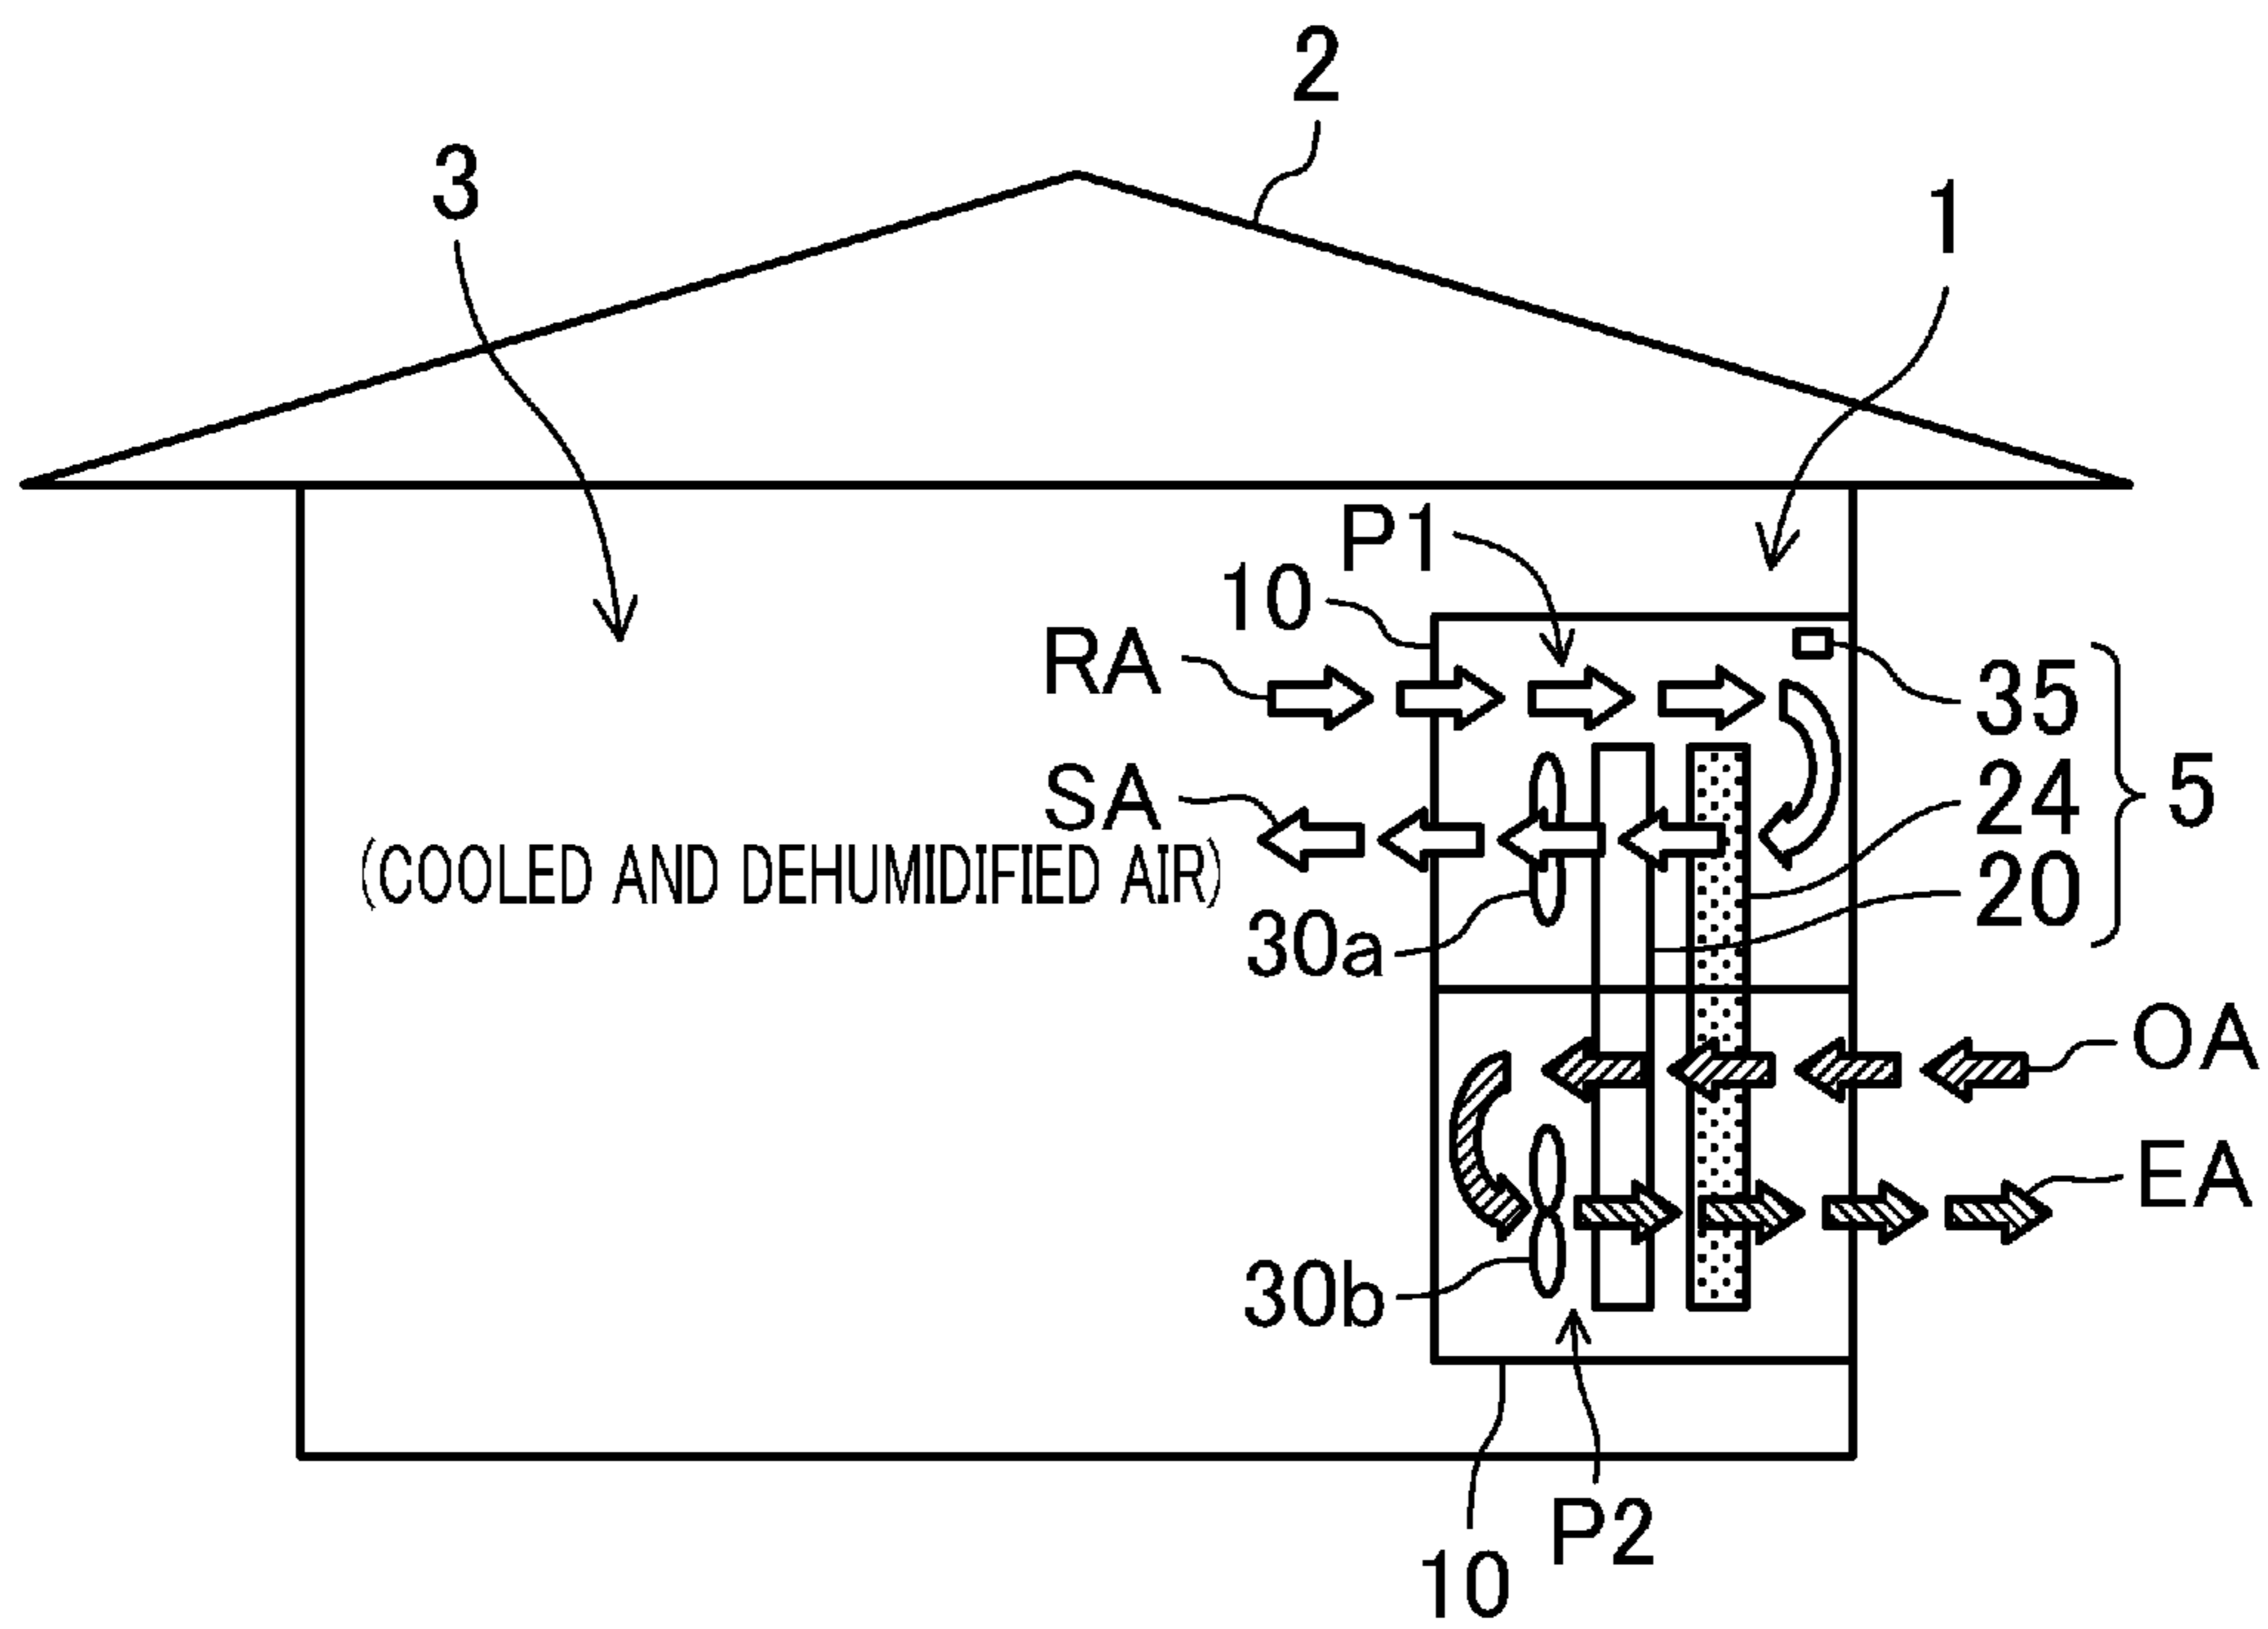 2
3
1
P1
10
RA
35
SA
24
5
(COOLED AND DEHUMIDIFIED AIR)
20
30a
OA
EA
30b
P2
10